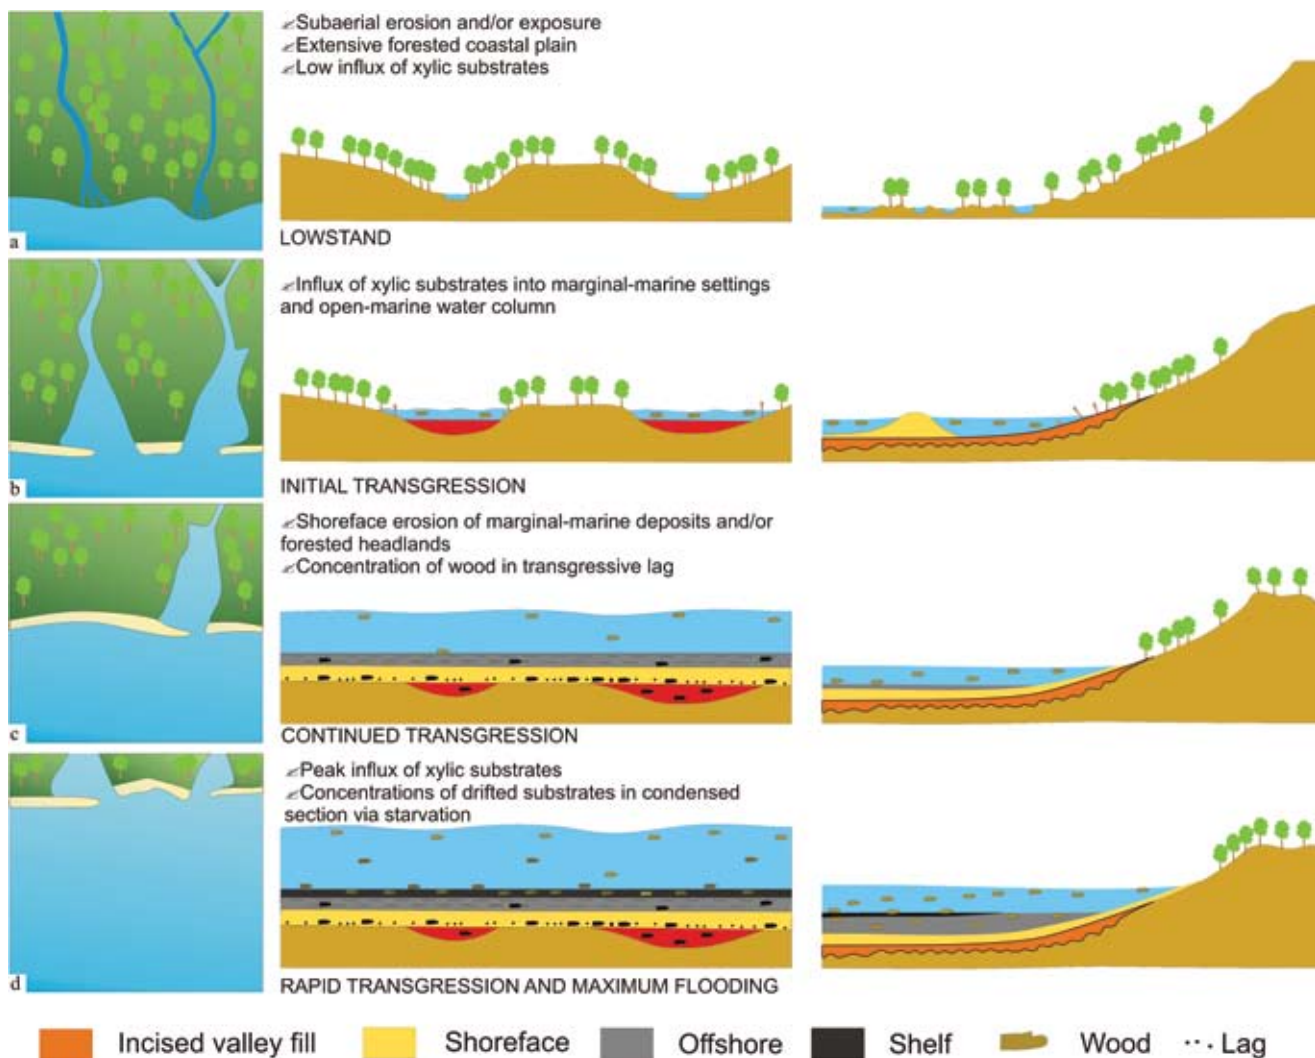 Subaerial erosion and/or exposure
Extensive forested coastal plain
Low influx of xylic substrates
a
LOWSTAND
Influx of xylic substrates into marginal-marine settings
and open-marine water column
b
INITIAL TRANSGRESSION
Shoreface erosion of marginal-marine deposits and/or
forested headlands
Concentration of wood in transgressive lag
c
CONTINUED TRANSGRESSION
Peak influx of xylic substrates
Concentrations of drifted substrates in condensed
section via starvation
d
RAPID TRANSGRESSION AND MAXIMUM FLOODING
Incised valley fill Shoreface Offshore Shelf Wood Lag